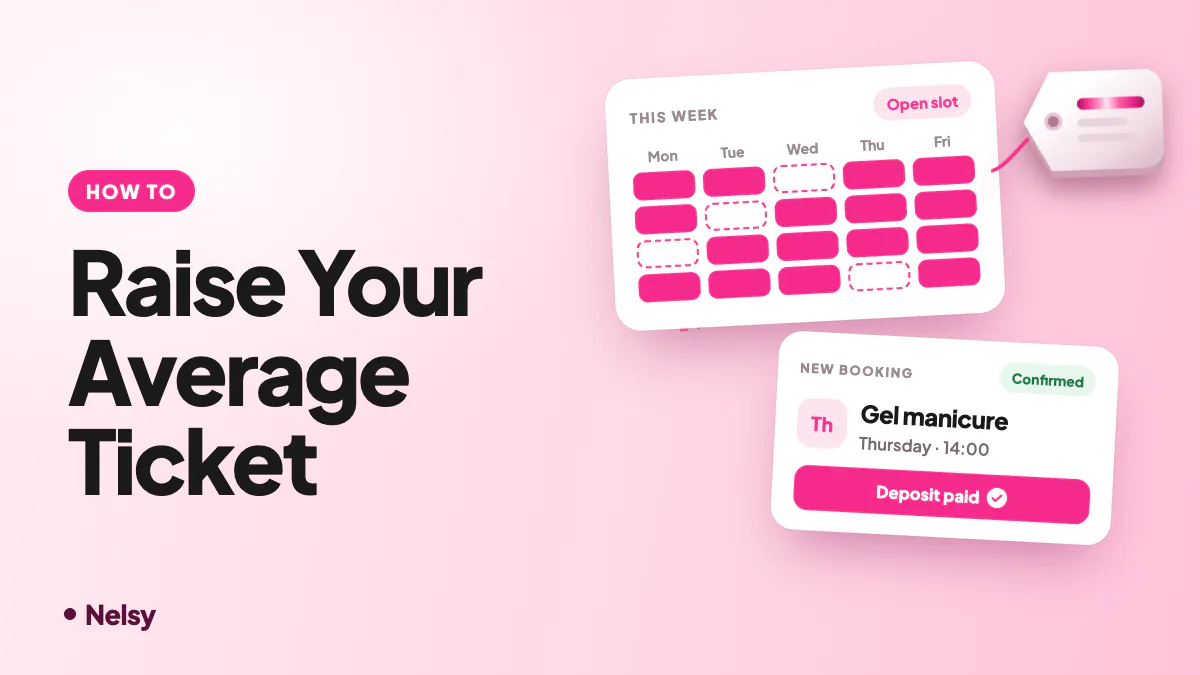 HOW TO
Raise Your
Average
Ticket
Nelsy
THIS WEEK
Open slot
Mon Tue Wed Thu Fri
NEW BOOKING
Confirmed
Th
Gel manicure
Thursday · 14:00
Deposit paid